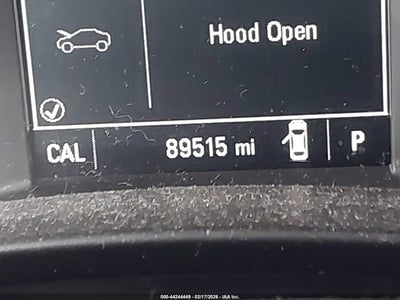 Hood Open
CAL 89515 mi P
000-44244449 - 02/17/2026 - IAA Inc.